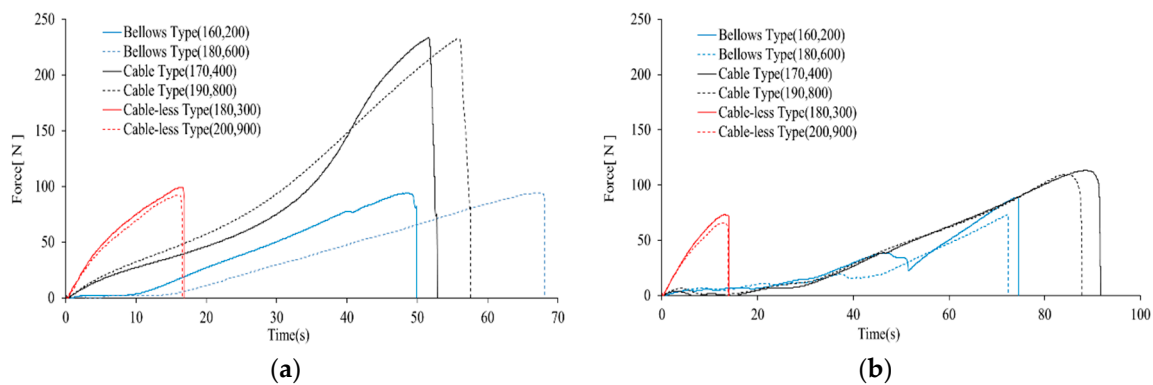 250
200
150
100
50
0
Force[ N]
Bellows Type(160,200)
Bellows Type(180,600)
Cable Type(170,400)
Cable Type(190,800)
Cable-less Type(180,300)
Cable-less Type(200,900)
0 10 20 30 40 50 60 70
Time(s)
(a)
250
200
150
100
50
0
Force[ N]
Bellows Type(160,200)
Bellows Type(180,600)
Cable Type(170,400)
Cable Type(190,800)
Cable-less Type(180,300)
Cable-less Type(200,900)
0 20 40 60 80 100
Time(s)
(b)